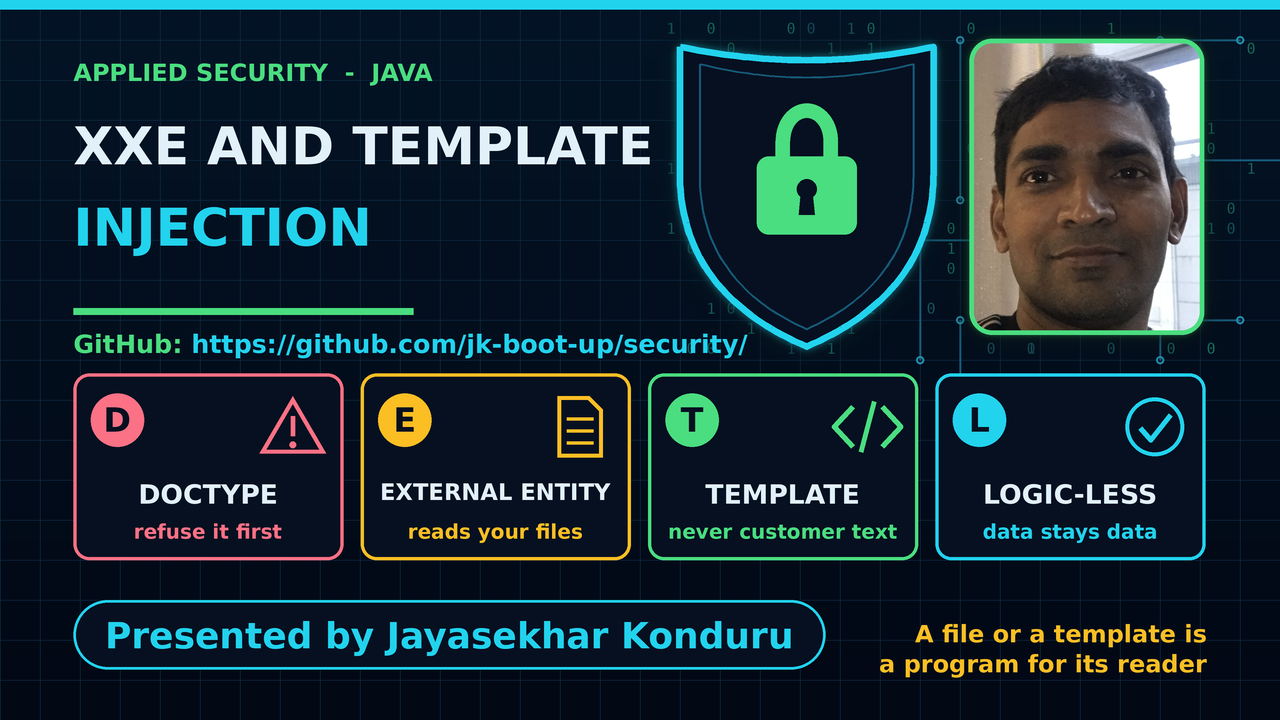 APPLIED SECURITY - JAVA
XXE AND TEMPLATE
INJECTION
GitHub: https://github.com/jk-boot-up/security/
D
DOCTYPE
refuse it first
E
EXTERNAL ENTITY
reads your files
T
</>
TEMPLATE
never customer text
L
LOGIC-LESS
data stays data
Presented by Jayasekhar Konduru
A file or a template is
a program for its reader